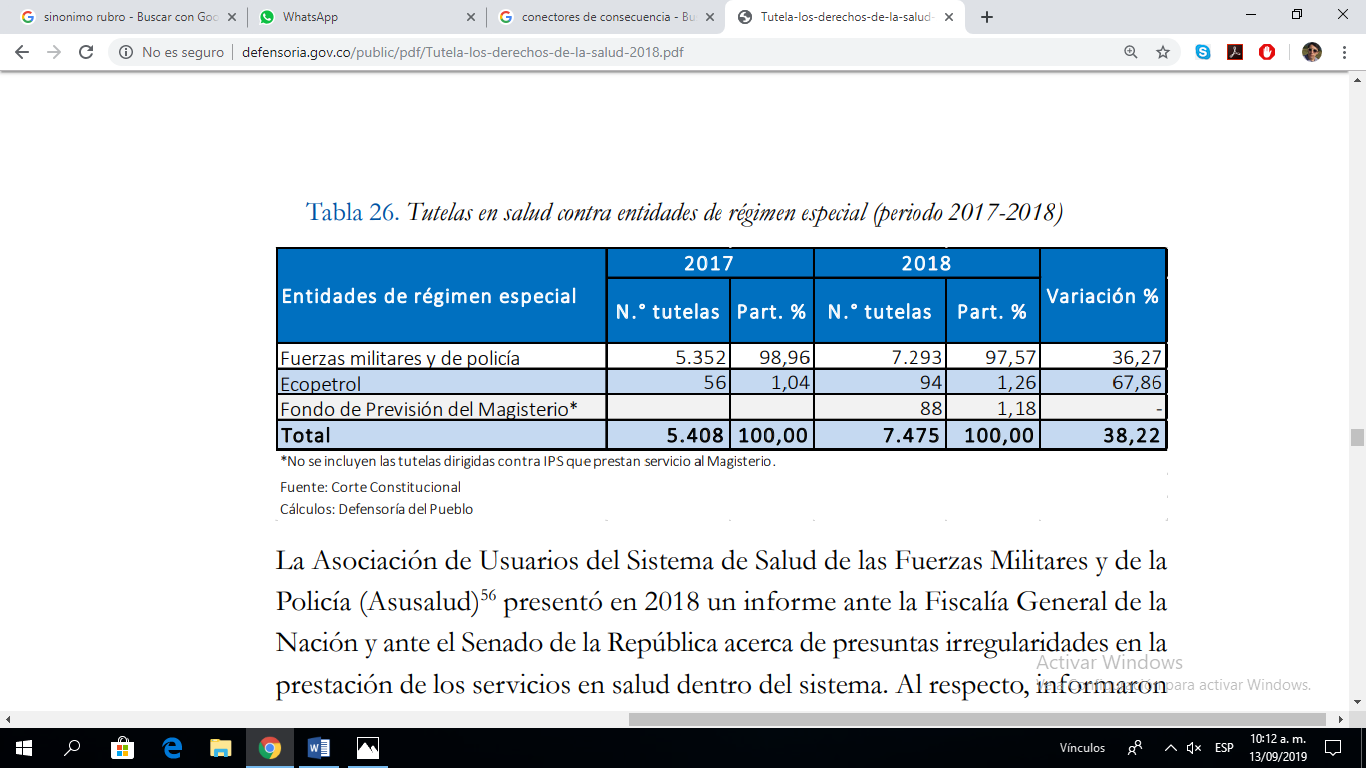 sinonimo rubro - Buscar con Goo
WhatsApp
conectores de consecuencia - Bu
Tutela-los-derechos-de-la-salud-
No es seguro | defensoria.gov.co/public/pdf/Tutela-los-derechos-de-la-salud-2018.pdf
Tabla 26. Tutelas en salud contra entidades de régimen especial (periodo 2017-2018)
Entidades de régimen especial 2017 2018 Variación %
N.° tutelas Part. % N.° tutelas Part. %
Fuerzas militares y de policía 5.352 98,96 7.293 97,57 36,27
Ecopetrol 56 1,04 94 1,26 67,86
Fondo de Previsión del Magisterio* 88 1,18 -
Total 5.408 100,00 7.475 100,00 38,22
*No se incluyen las tutelas dirigidas contra IPS que prestan servicio al Magisterio.
Fuente: Corte Constitucional
Cálculos: Defensoría del Pueblo
La Asociación de Usuarios del Sistema de Salud de las Fuerzas Militares y de la
Policía (Asusalud)56 presentó en 2018 un informe ante la Fiscalía General de la
Nación y ante el Senado de la República acerca de presuntas irregularidades en la
prestación de los servicios en salud dentro del sistema. Al respecto, informaron
Activar Windows
Configuración para activar Windows.
Vínculos
ESP
10:12 a. m.
13/09/2019